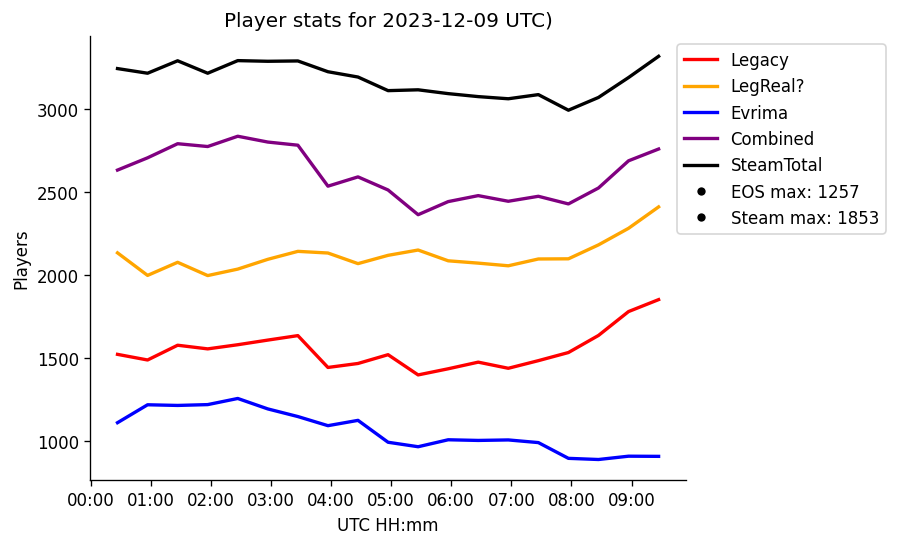 Player stats for 2023-12-09 UTC)
Players
3000
2500
2000
1500
1000
00:00 01:00 02:00 03:00 04:00 05:00 06:00 07:00 08:00 09:00
UTC HH:mm
Legacy
LegReal?
Evrima
Combined
SteamTotal
EOS max: 1257
Steam max: 1853